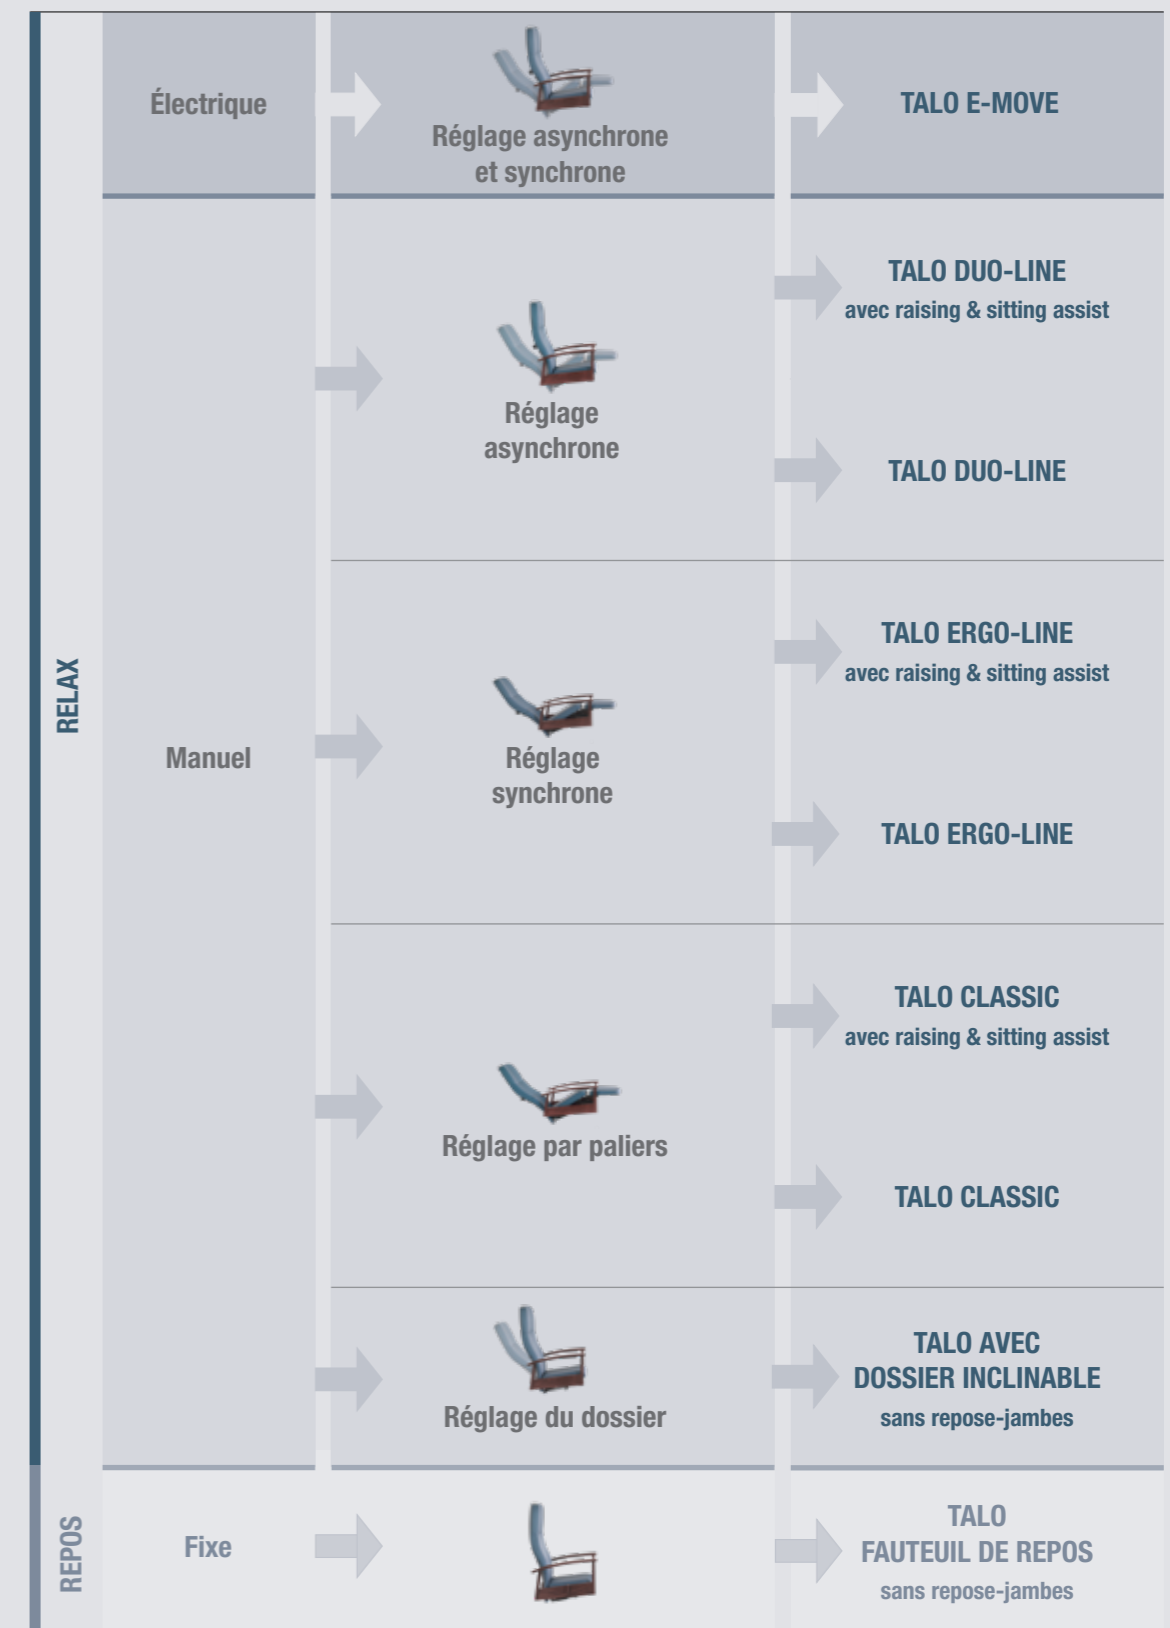 RELAX
Électrique
Réglage asynchrone
et synchrone
TALO E-MOVE
Manuel
Réglage
asynchrone
TALO DUO-LINE
avec raising & sitting assist
TALO DUO-LINE
Réglage
synchrone
TALO ERGO-LINE
avec raising & sitting assist
TALO ERGO-LINE
Réglage par paliers
TALO CLASSIC
avec raising & sitting assist
TALO CLASSIC
Réglage du dossier
TALO AVEC
DOSSIER INCLINABLE
sans repose-jambes
REPOS
Fixe
TALO
FAUTEUIL DE REPOS
sans repose-jambes